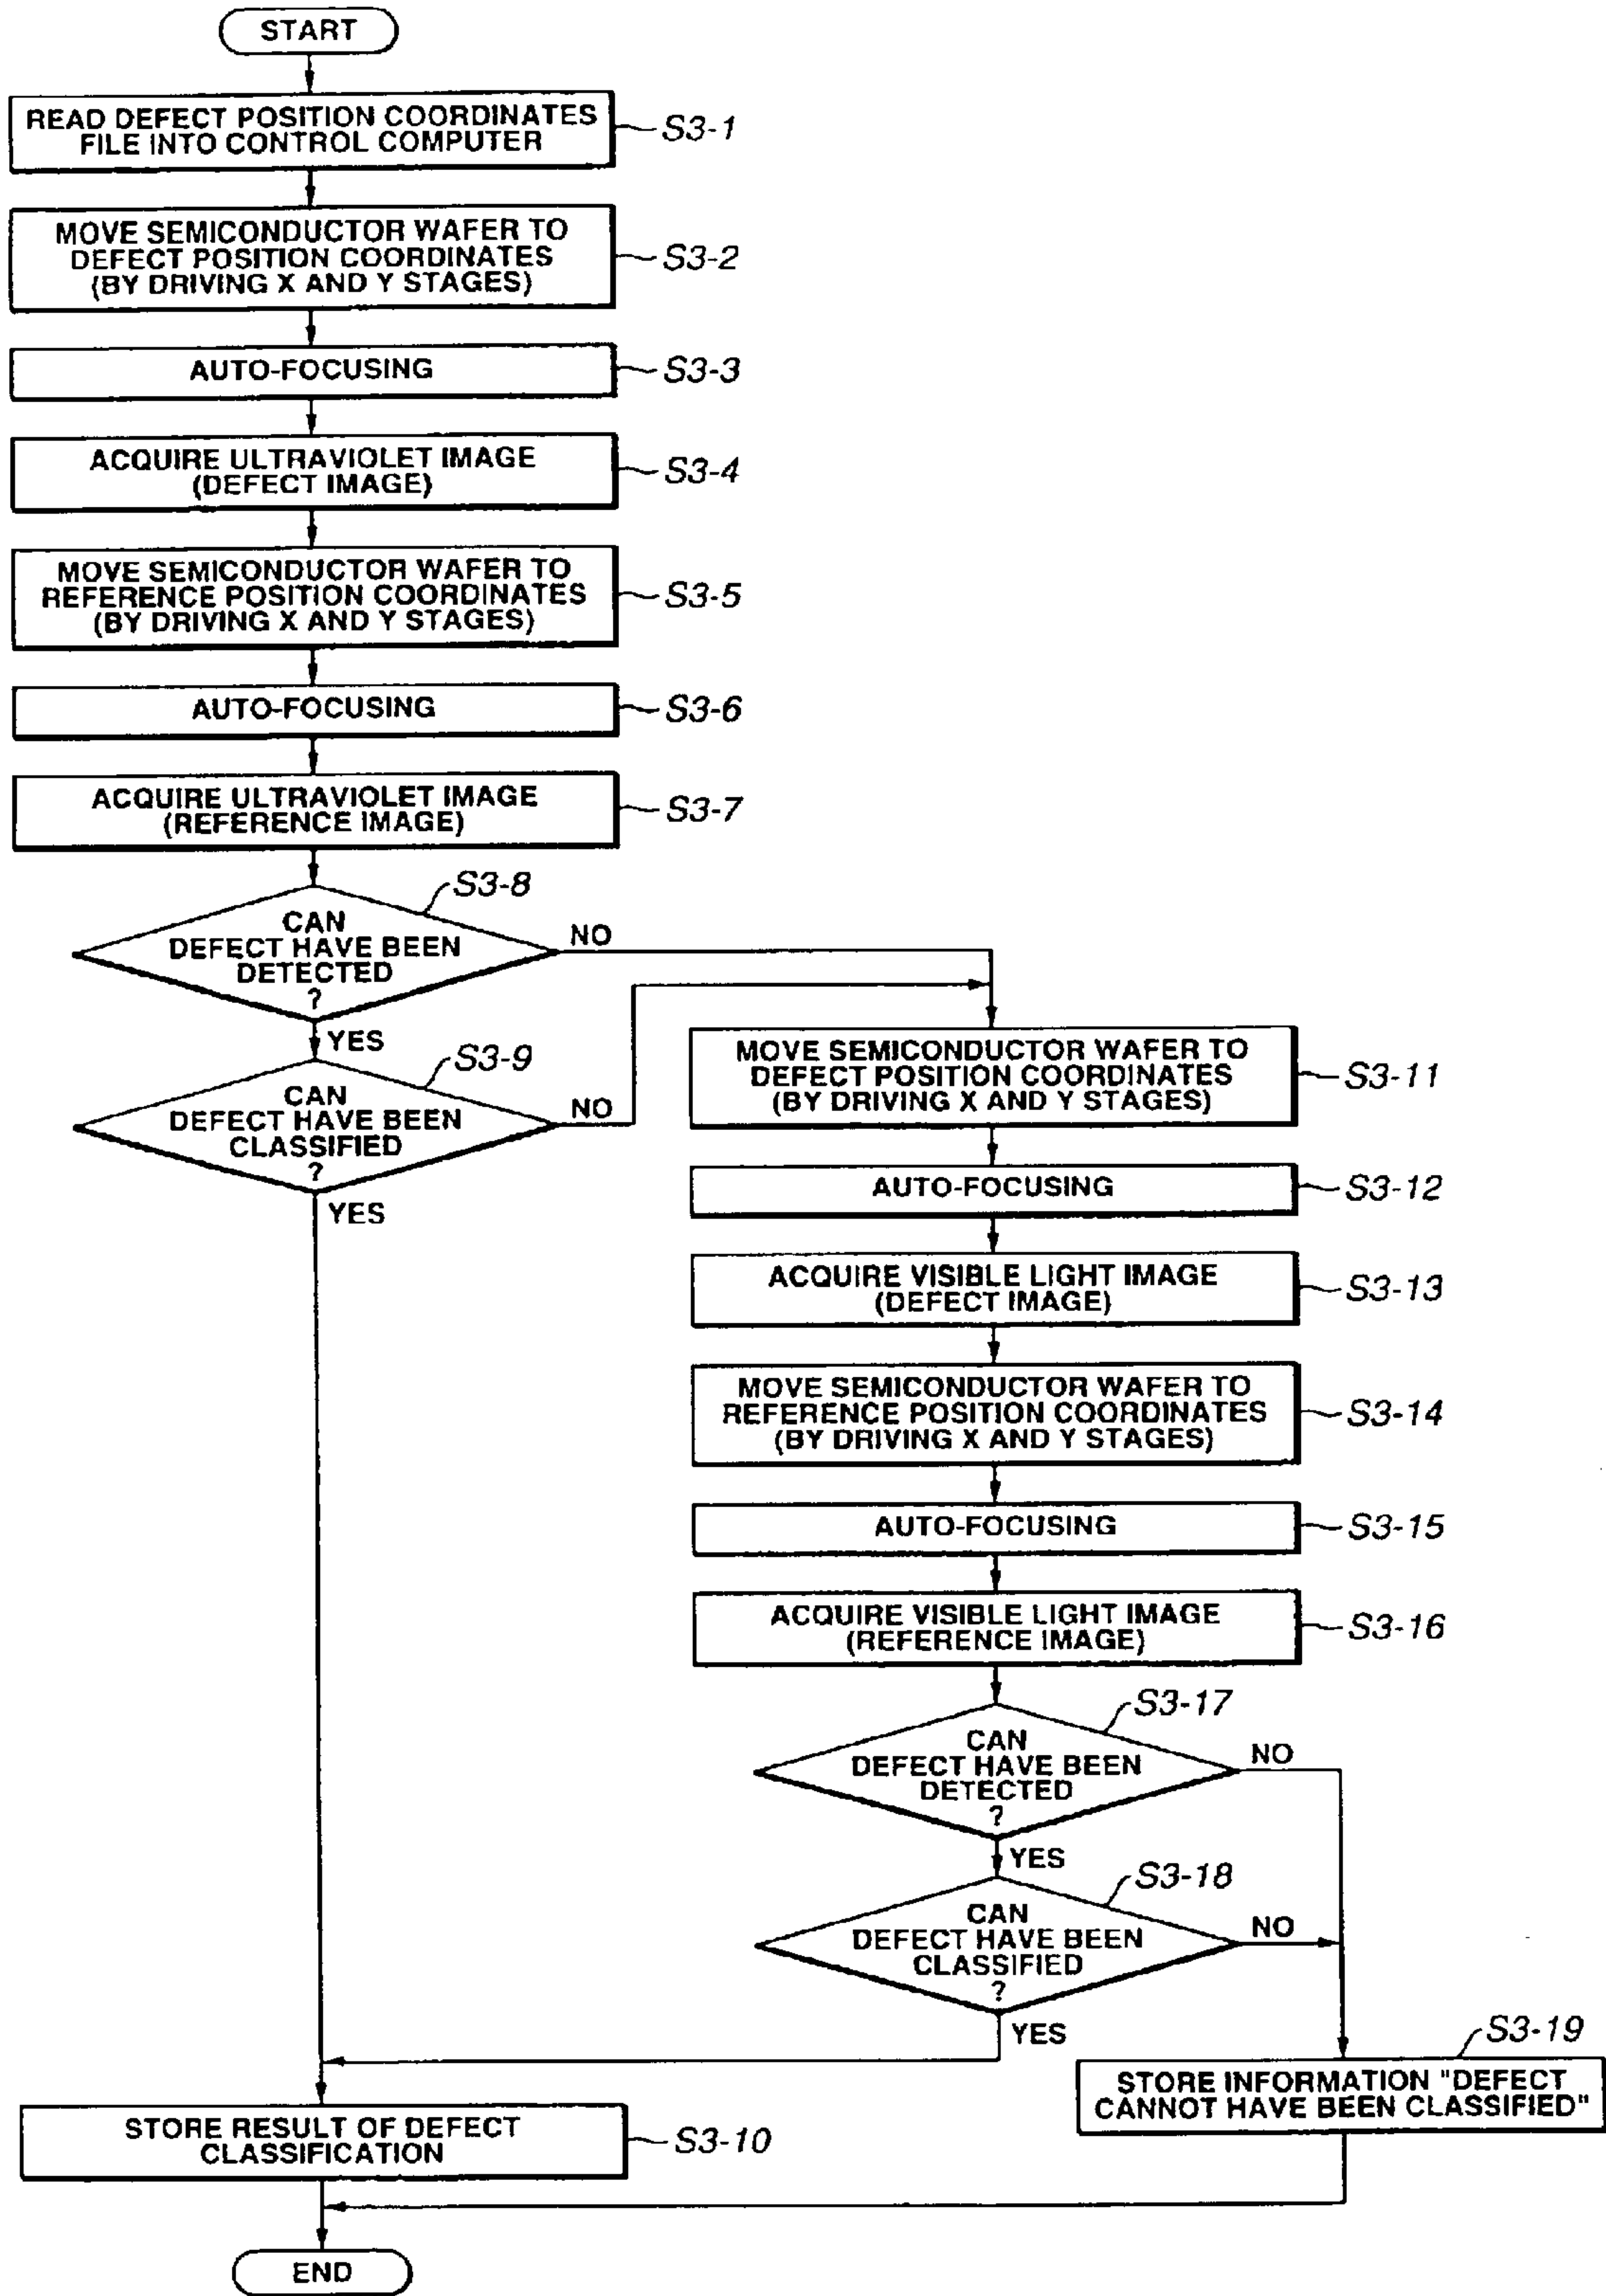 START
READ DEFECT POSITION COORDINATES
FILE INTO CONTROL COMPUTER
S3-1
MOVE SEMICONDUCTOR WAFER TO
DEFECT POSITION COORDINATES
(BY DRIVING X AND Y STAGES)
S3-2
AUTO-FOCUSING
S3-3
ACQUIRE ULTRAVIOLET IMAGE
(DEFECT IMAGE)
S3-4
MOVE SEMICONDUCTOR WAFER TO
REFERENCE POSITION COORDINATES
(BY DRIVING X AND Y STAGES)
S3-5
AUTO-FOCUSING
S3-6
ACQUIRE ULTRAVIOLET IMAGE
(REFERENCE IMAGE)
S3-7
S3-8
CAN
DEFECT HAVE BEEN
DETECTED
?
NO
YES
S3-9
CAN
DEFECT HAVE BEEN
CLASSIFIED
?
NO
YES
MOVE SEMICONDUCTOR WAFER TO
DEFECT POSITION COORDINATES
(BY DRIVING X AND Y STAGES)
S3-11
AUTO-FOCUSING
S3-12
ACQUIRE VISIBLE LIGHT IMAGE
(DEFECT IMAGE)
S3-13
MOVE SEMICONDUCTOR WAFER TO
REFERENCE POSITION COORDINATES
(BY DRIVING X AND Y STAGES)
S3-14
AUTO-FOCUSING
S3-15
ACQUIRE VISIBLE LIGHT IMAGE
(REFERENCE IMAGE)
S3-16
S3-17
CAN
DEFECT HAVE BEEN
DETECTED
?
NO
YES
S3-18
CAN
DEFECT HAVE BEEN
CLASSIFIED
?
NO
YES
S3-19
STORE INFORMATION "DEFECT
CANNOT HAVE BEEN CLASSIFIED"
STORE RESULT OF DEFECT
CLASSIFICATION
S3-10
END